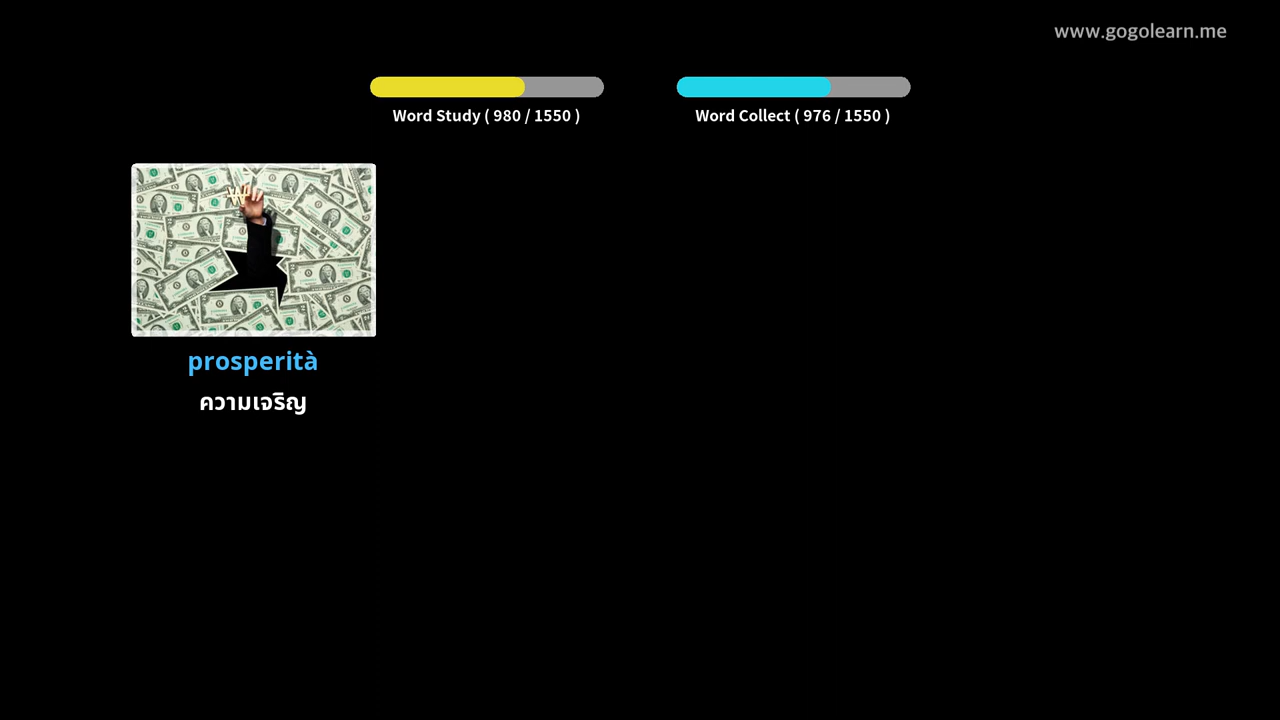 www.gogolearn.me
Word Study ( 980 / 1550 )
Word Collect ( 976 / 1550 )
prosperità
ความเจริญ